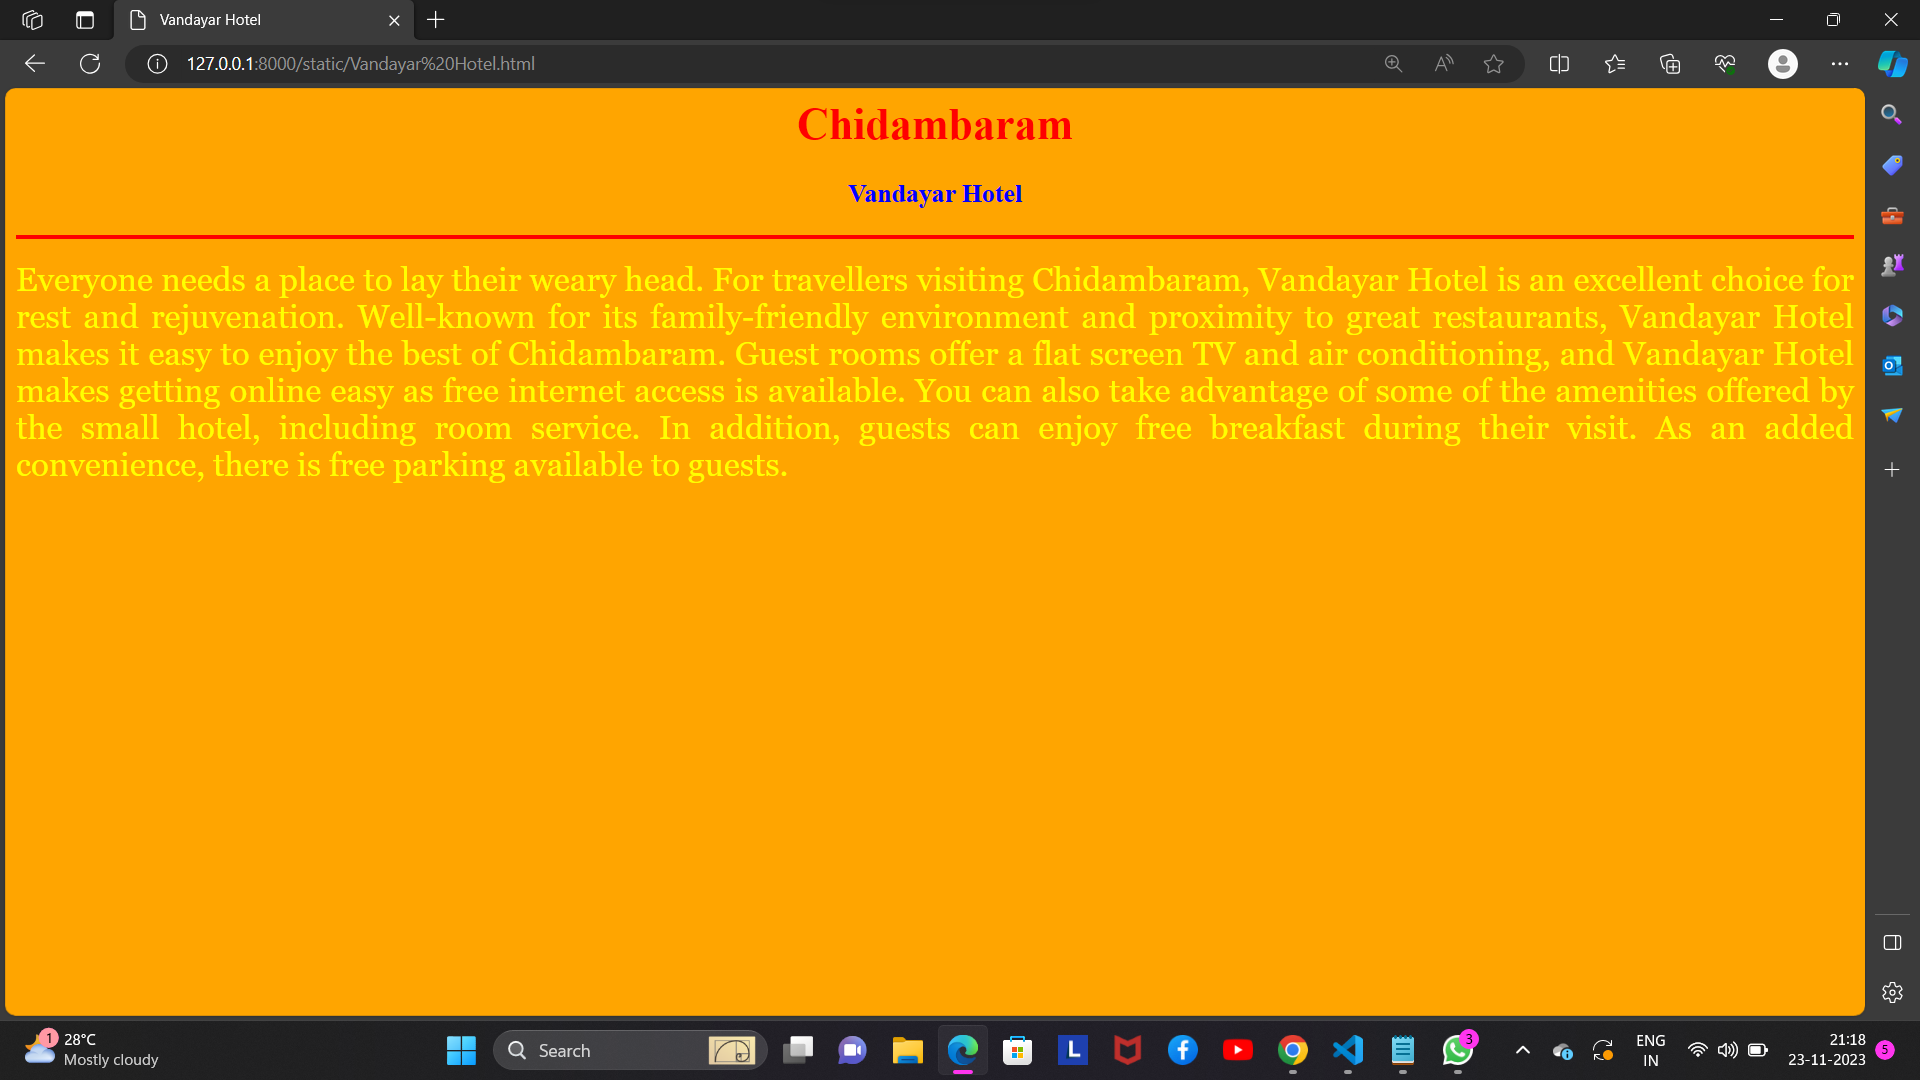 Vandayar Hotel
127.0.0.1:8000/static/Vandayar%20Hotel.html
Chidambaram
Vandayar Hotel
Everyone needs a place to lay their weary head. For travellers visiting Chidambaram, Vandayar Hotel is an excellent choice for
rest and rejuvenation. Well-known for its family-friendly environment and proximity to great restaurants, Vandayar Hotel
makes it easy to enjoy the best of Chidambaram. Guest rooms offer a flat screen TV and air conditioning, and Vandayar Hotel
makes getting online easy as free internet access is available. You can also take advantage of some of the amenities offered by
the small hotel, including room service. In addition, guests can enjoy free breakfast during their visit. As an added
convenience, there is free parking available to guests.
1
28°C
Mostly cloudy
Search
L
3
ENG
IN
21:18
23-11-2023
5